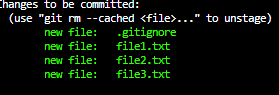 Changes to be committed:
(use "git rm --cached <file>..." to unstage)
new file: .gitignore
new file: file1.txt
new file: file2.txt
new file: file3.txt